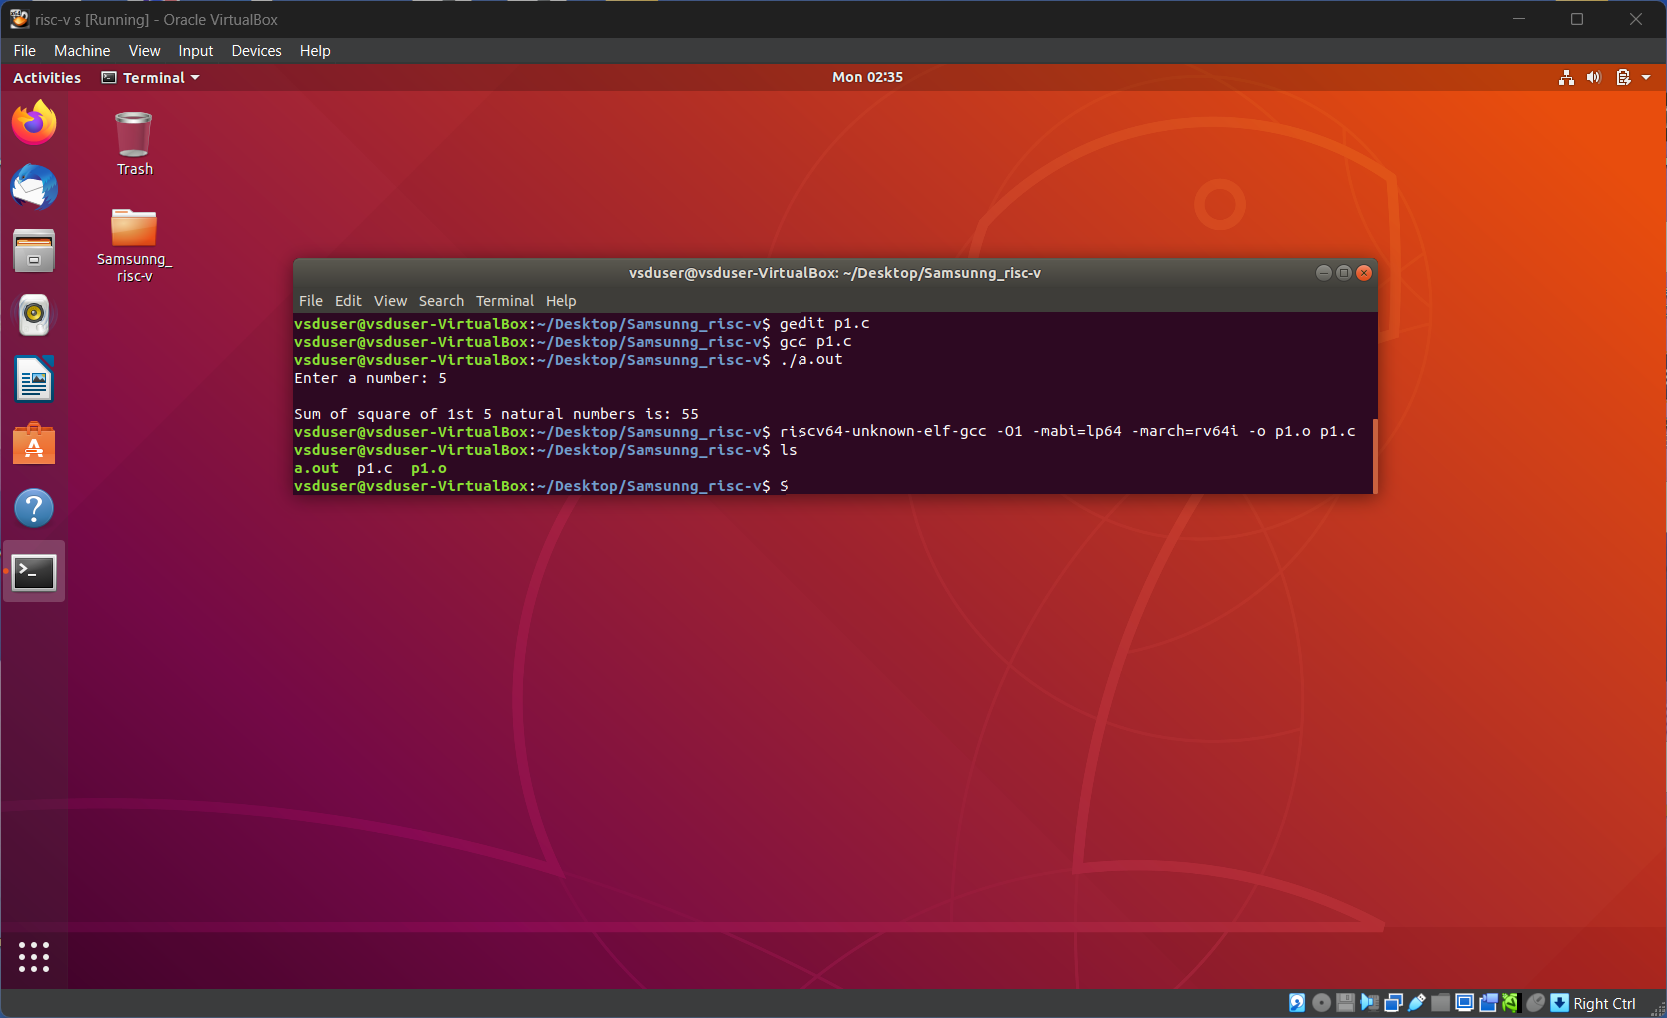 risc-v s [Running] - Oracle VirtualBox
File Machine View Input Devices Help
Activities Terminal Mon 02:35
Trash
Samsunng_
risc-v
vsduser@vsduser-VirtualBox: ~/Desktop/Samsunng_risc-v
File Edit View Search Terminal Help
vsduser@vsduser-VirtualBox:~/Desktop/Samsunng_risc-v$ gedit p1.c
vsduser@vsduser-VirtualBox:~/Desktop/Samsunng_risc-v$ gcc p1.c
vsduser@vsduser-VirtualBox:~/Desktop/Samsunng_risc-v$ ./a.out
Enter a number: 5
Sum of square of 1st 5 natural numbers is: 55
vsduser@vsduser-VirtualBox:~/Desktop/Samsunng_risc-v$ riscv64-unknown-elf-gcc -O1 -mabi=lp64 -march=rv64i -o p1.o p1.c
vsduser@vsduser-VirtualBox:~/Desktop/Samsunng_risc-v$ ls
a.out p1.c p1.o
vsduser@vsduser-VirtualBox:~/Desktop/Samsunng_risc-v$ S
Right Ctrl